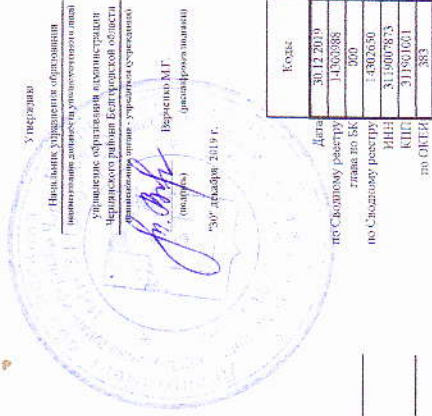 Утверждаю
Начальник управления образования
(наименование должности уполномоченного лица)
управление образования администрации
Чернянского района Белгородской области
(наименование органа - учредителя (учреждения)
Верченко М.Г.
(подпись) (расшифровка подписи)
"30" декабря 2019 г.
Коды
Дата 30.12.2019
по Сводному реестру 14300988
глава по БК 000
по Сводному реестру 14302650
ИНН 3119007873
КПП 311901001
по ОКЕИ 383